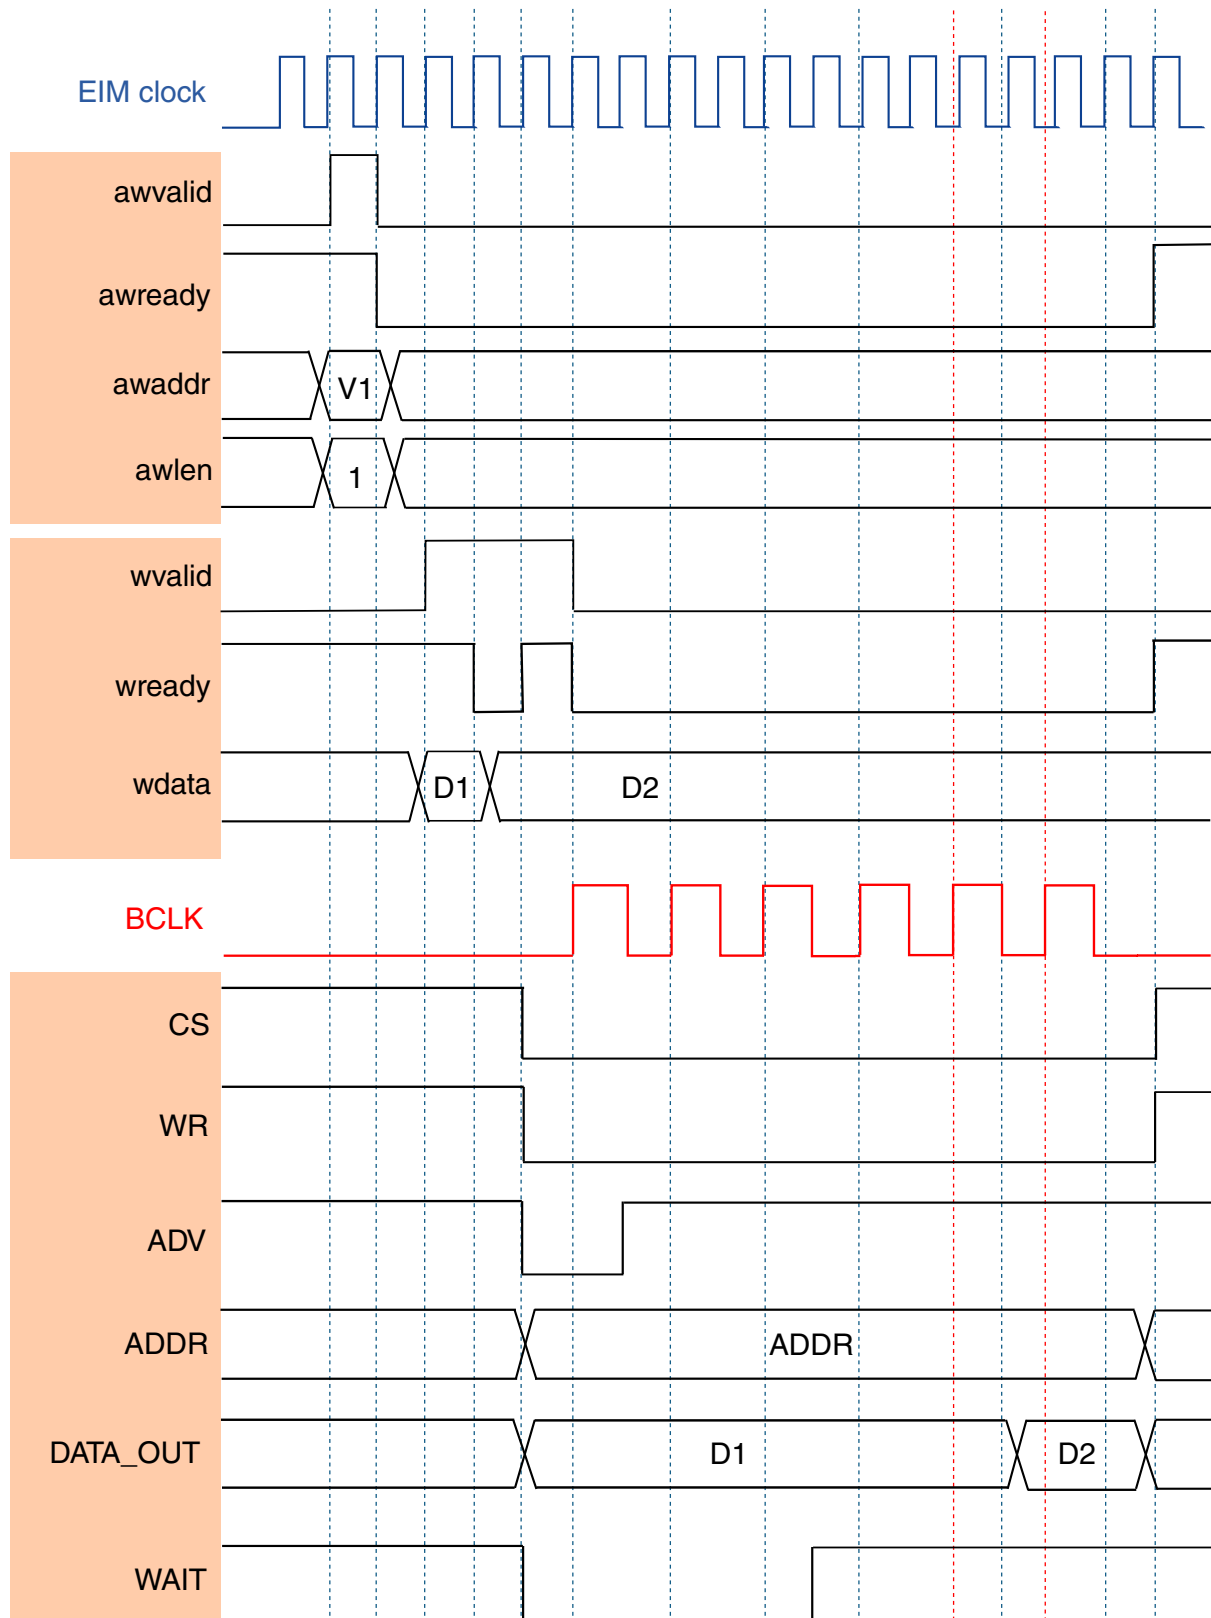 EIM clock
awvalid
awready
awaddr V1
awlen 1
wvalid
wready
wdata D1 D2
BCLK
CS
WR
ADV
ADDR ADDR
DATA_OUT D1 D2
WAIT